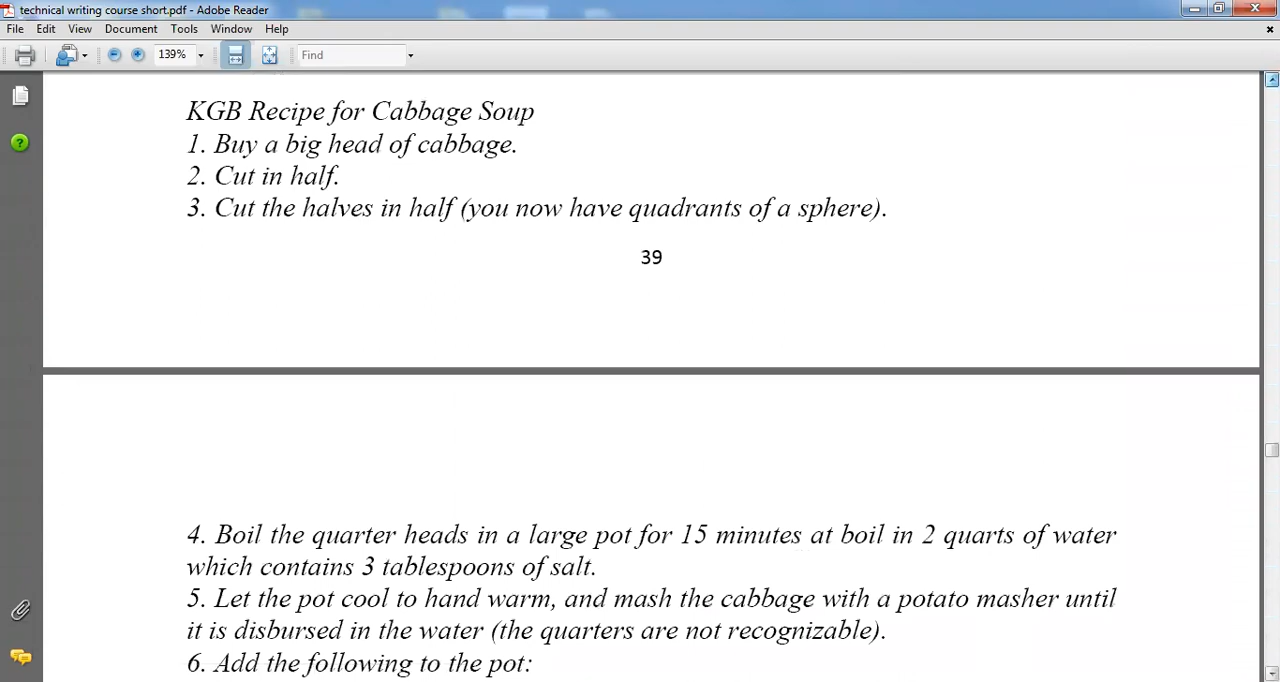 technical writing course short.pdf - Adobe Reader
File Edit View Document Tools Window Help
139% Find
KGB Recipe for Cabbage Soup
1. Buy a big head of cabbage.
2. Cut in half.
3. Cut the halves in half (you now have quadrants of a sphere).
39
4. Boil the quarter heads in a large pot for 15 minutes at boil in 2 quarts of water
which contains 3 tablespoons of salt.
5. Let the pot cool to hand warm, and mash the cabbage with a potato masher until
it is disbursed in the water (the quarters are not recognizable).
6. Add the following to the pot: